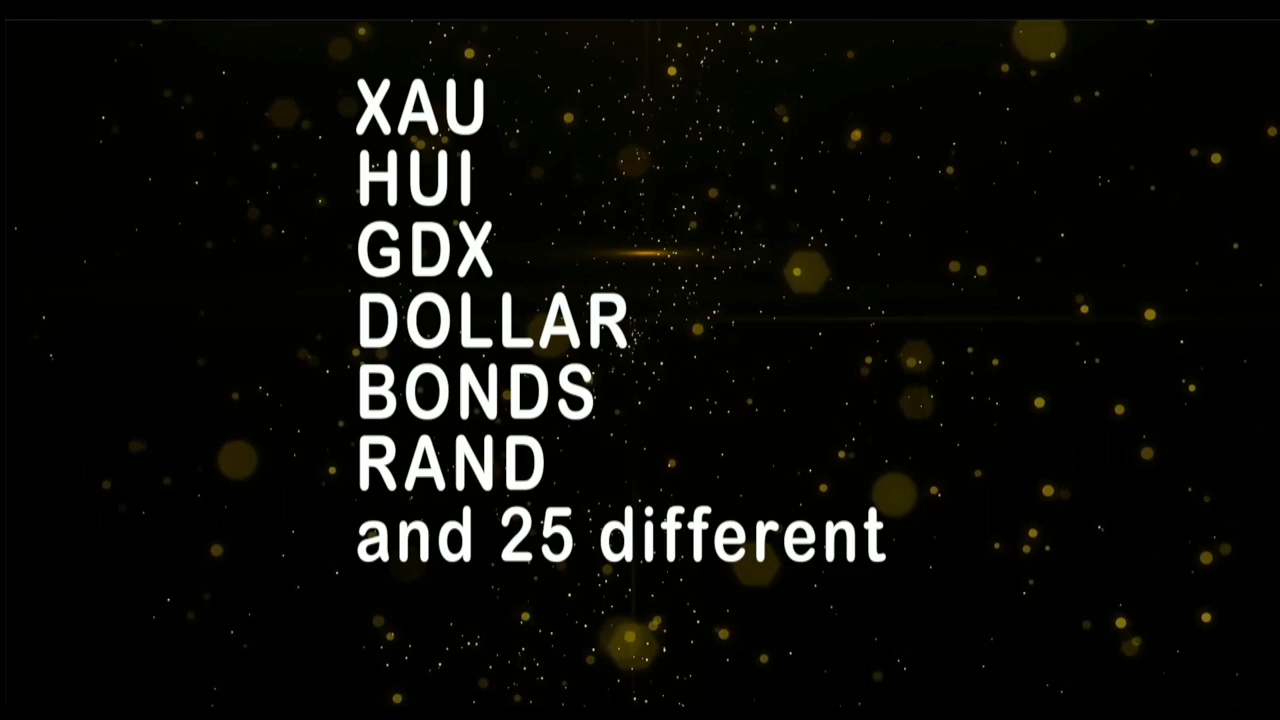 XAU
HUI
GDX
DOLLAR
BONDS
RAND
and 25 different